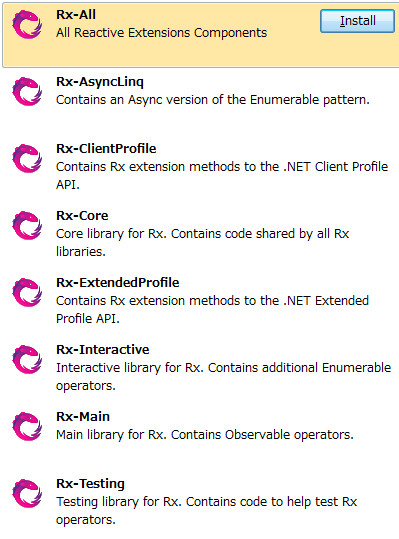 Rx-All
Install
All Reactive Extensions Components
Rx-AsyncLinq
Contains an Async version of the Enumerable pattern.
Rx-ClientProfile
Contains Rx extension methods to the .NET Client Profile
API.
Rx-Core
Core library for Rx. Contains code shared by all Rx
libraries.
Rx-ExtendedProfile
Contains Rx extension methods to the .NET Extended
Profile API.
Rx-Interactive
Interactive library for Rx. Contains additional Enumerable
operators.
Rx-Main
Main library for Rx. Contains Observable operators.
Rx-Testing
Testing library for Rx. Contains code to help test Rx
operators.